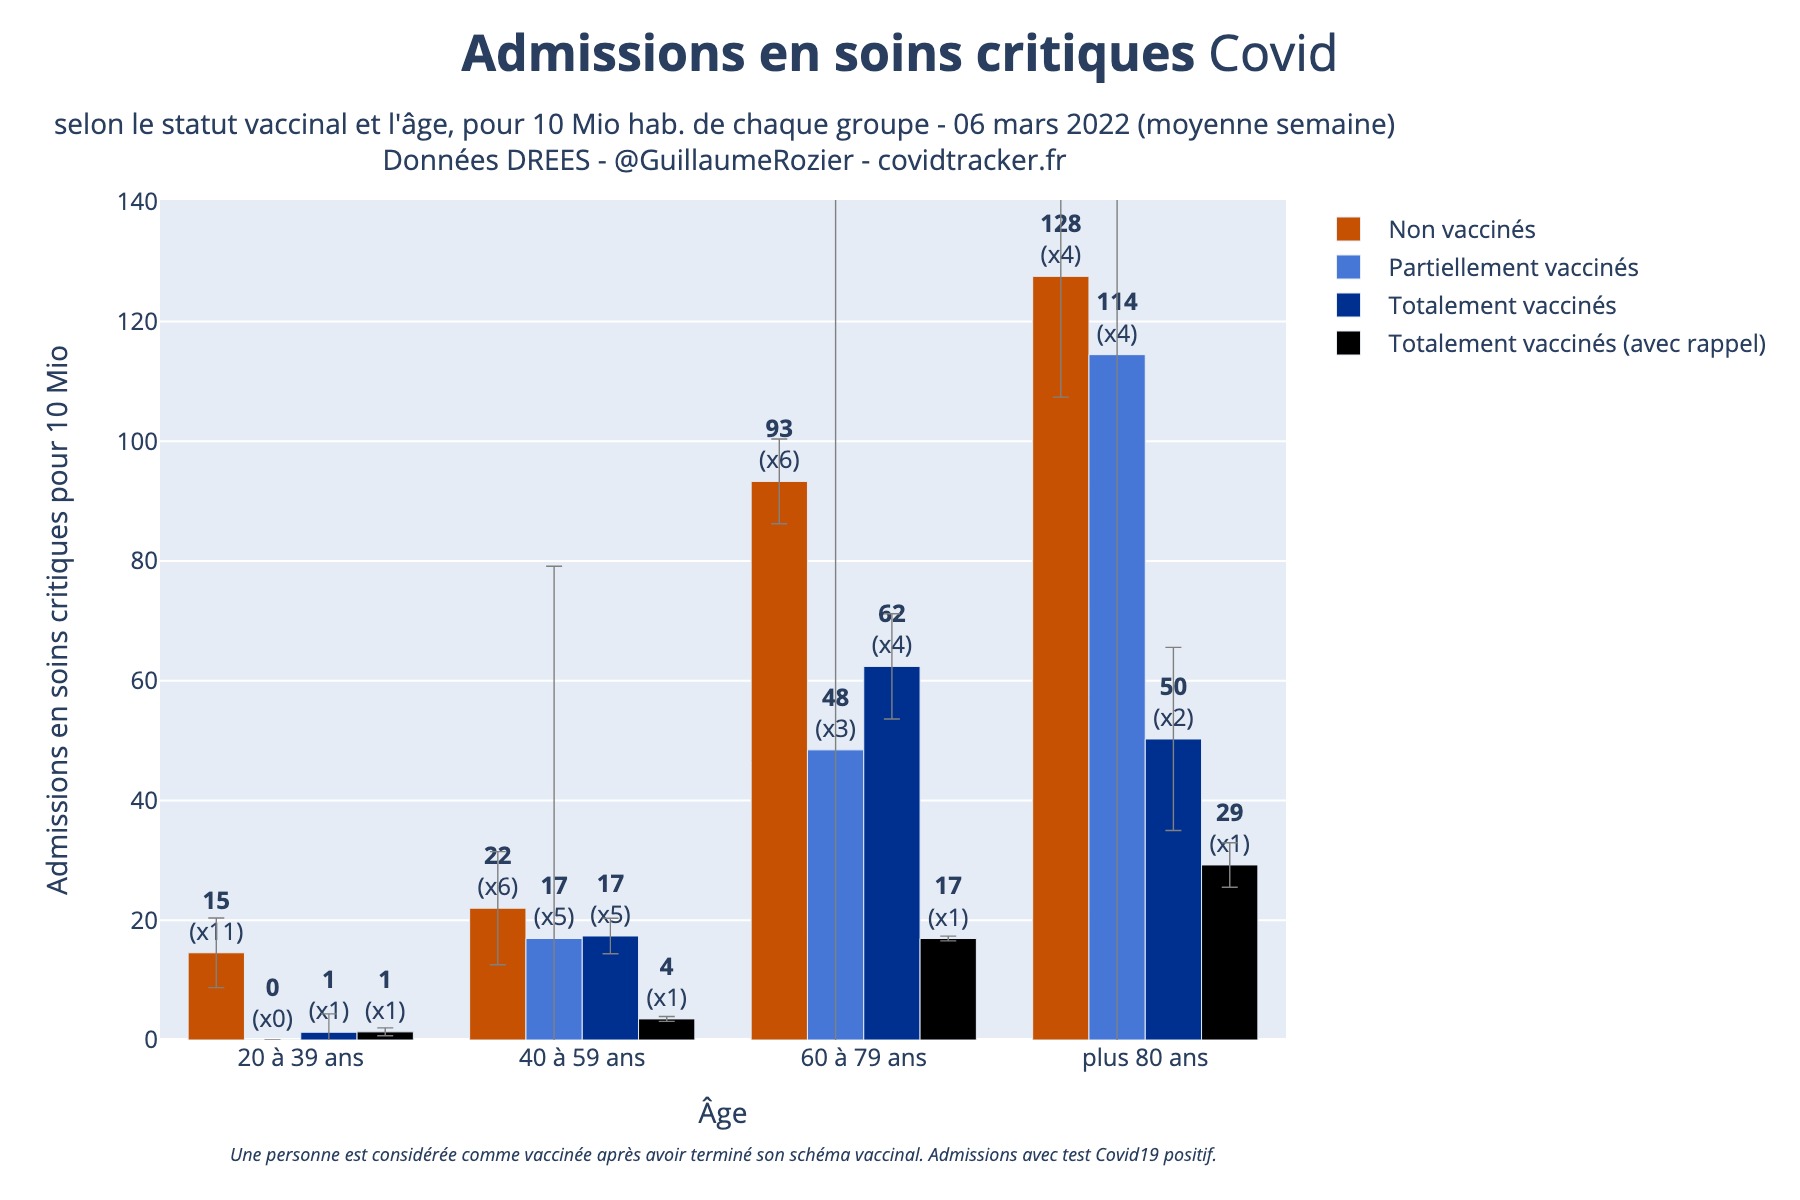 Admissions en soins critiques Covid
selon le statut vaccinal et l'âge, pour 10 Mio hab. de chaque groupe - 06 mars 2022 (moyenne semaine)
Données DREES - @GuillaumeRozier - covidtracker.fr
Admissions en soins critiques pour 10 Mio
140
120
100
80
60
40
20
0
15
(x11)
0
(x0)
1
(x1)
1
(x1)
22
(x6)
17
(x5)
17
(x5)
4
(x1)
93
(x6)
48
(x3)
62
(x4)
17
(x1)
128
(x4)
114
(x4)
50
(x2)
29
(x1)
20 à 39 ans
40 à 59 ans
60 à 79 ans
plus 80 ans
Âge
Non vaccinés
Partiellement vaccinés
Totalement vaccinés
Totalement vaccinés (avec rappel)
Une personne est considérée comme vaccinée après avoir terminé son schéma vaccinal. Admissions avec test Covid19 positif.